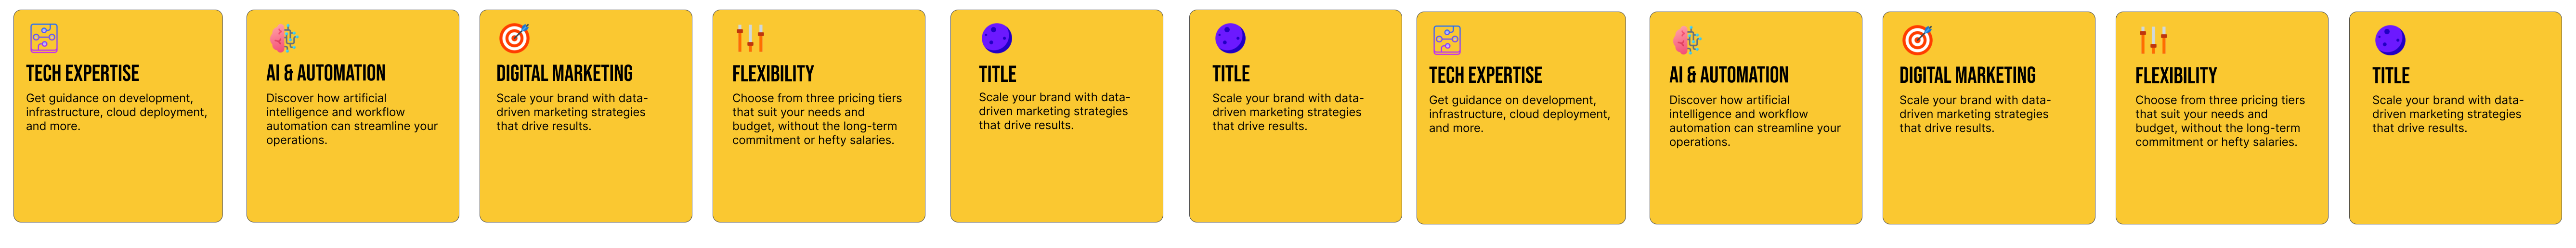 TECH EXPERTISE
Get guidance on development,
infrastructure, cloud deployment,
and more.
AI & AUTOMATION
Discover how artificial
intelligence and workflow
automation can streamline your
operations.
DIGITAL MARKETING
Scale your brand with data-
driven marketing strategies
that drive results.
FLEXIBILITY
Choose from three pricing tiers
that suit your needs and
budget, without the long-term
commitment or hefty salaries.
TITLE
Scale your brand with data-
driven marketing strategies
that drive results.
TITLE
Scale your brand with data-
driven marketing strategies
that drive results.
TECH EXPERTISE
Get guidance on development,
infrastructure, cloud deployment,
and more.
AI & AUTOMATION
Discover how artificial
intelligence and workflow
automation can streamline your
operations.
DIGITAL MARKETING
Scale your brand with data-
driven marketing strategies
that drive results.
FLEXIBILITY
Choose from three pricing tiers
that suit your needs and
budget, without the long-term
commitment or hefty salaries.
TITLE
Scale your brand with data-
driven marketing strategies
that drive results.